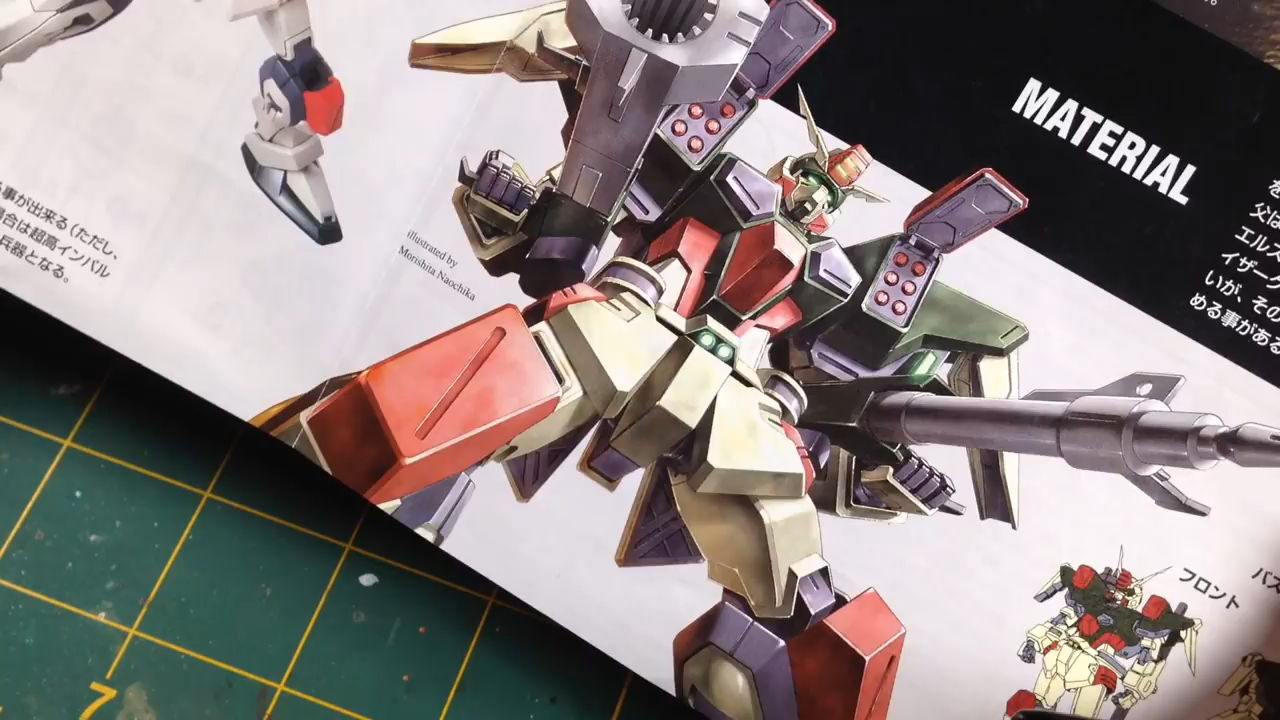 事が出来る(ただし、
場合は超高インパル
兵器となる。
illustrated by
Morishita Naochika
MATERIAL
を
父は
エルス
イザーク
いが、その
める事がある
フロント
バス
7